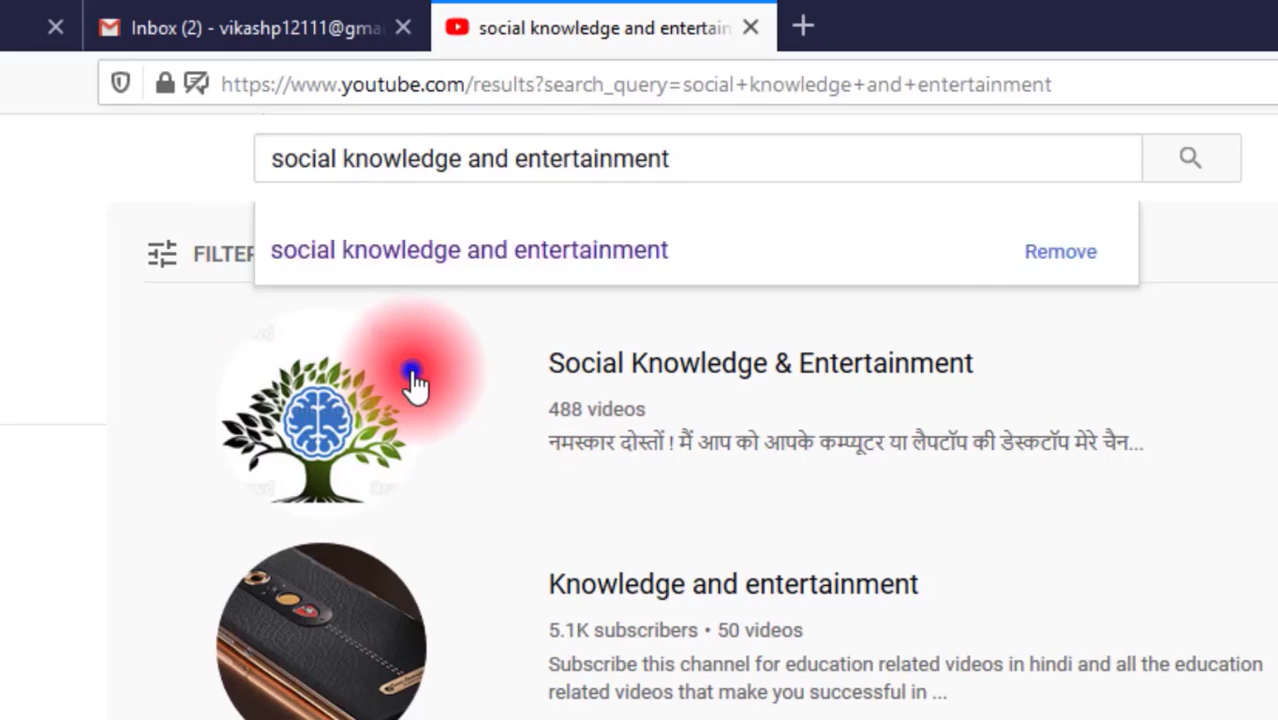 Inbox (2) - vikashp12111@gma
social knowledge and entertain
https://www.youtube.com/results?search_query=social+knowledge+and+entertainment
social knowledge and entertainment
social knowledge and entertainment Remove
FILTER
Social Knowledge & Entertainment
488 videos
नमस्कार दोस्तों ! मैं आप को आपके कम्प्यूटर या लैपटॉप की डेस्कटॉप मेरे चैन...
Knowledge and entertainment
5.1K subscribers • 50 videos
Subscribe this channel for education related videos in hindi and all the education
related videos that make you successful in ...